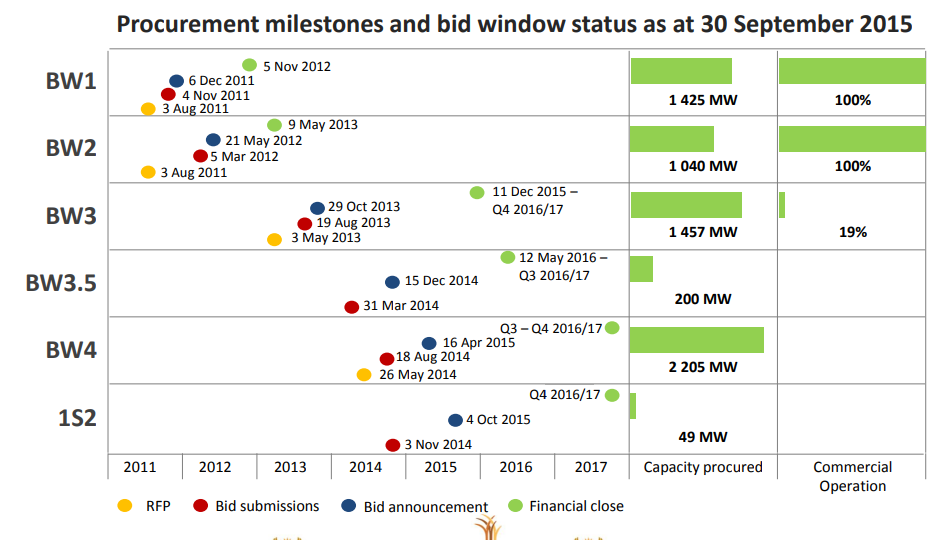 Procurement milestones and bid window status as at 30 September 2015
BW1
5 Nov 2012
6 Dec 2011
4 Nov 2011
3 Aug 2011
1 425 MW
100%
BW2
9 May 2013
21 May 2012
5 Mar 2012
3 Aug 2011
1 040 MW
100%
BW3
11 Dec 2015 –
Q4 2016/17
29 Oct 2013
19 Aug 2013
3 May 2013
1 457 MW
19%
BW3.5
12 May 2016 –
Q3 2016/17
15 Dec 2014
31 Mar 2014
200 MW
BW4
Q3 – Q4 2016/17
16 Apr 2015
18 Aug 2014
26 May 2014
2 205 MW
1S2
Q4 2016/17
4 Oct 2015
3 Nov 2014
49 MW
2011 2012 2013 2014 2015 2016 2017 Capacity procured Commercial
Operation
RFP Bid submissions Bid announcement Financial close